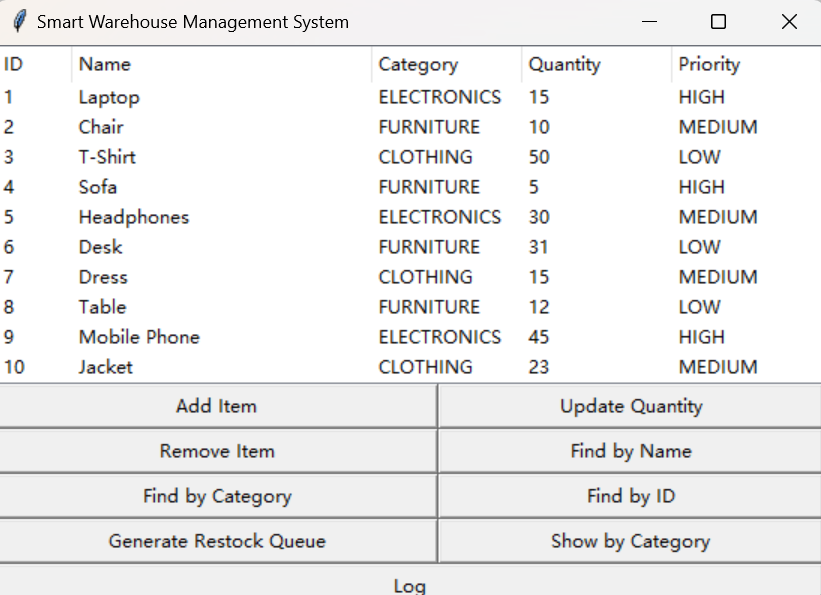 Smart Warehouse Management System
ID Name Category Quantity Priority
1 Laptop ELECTRONICS 15 HIGH
2 Chair FURNITURE 10 MEDIUM
3 T-Shirt CLOTHING 50 LOW
4 Sofa FURNITURE 5 HIGH
5 Headphones ELECTRONICS 30 MEDIUM
6 Desk FURNITURE 31 LOW
7 Dress CLOTHING 15 MEDIUM
8 Table FURNITURE 12 LOW
9 Mobile Phone ELECTRONICS 45 HIGH
10 Jacket CLOTHING 23 MEDIUM
Add Item Update Quantity
Remove Item Find by Name
Find by Category Find by ID
Generate Restock Queue Show by Category
Log